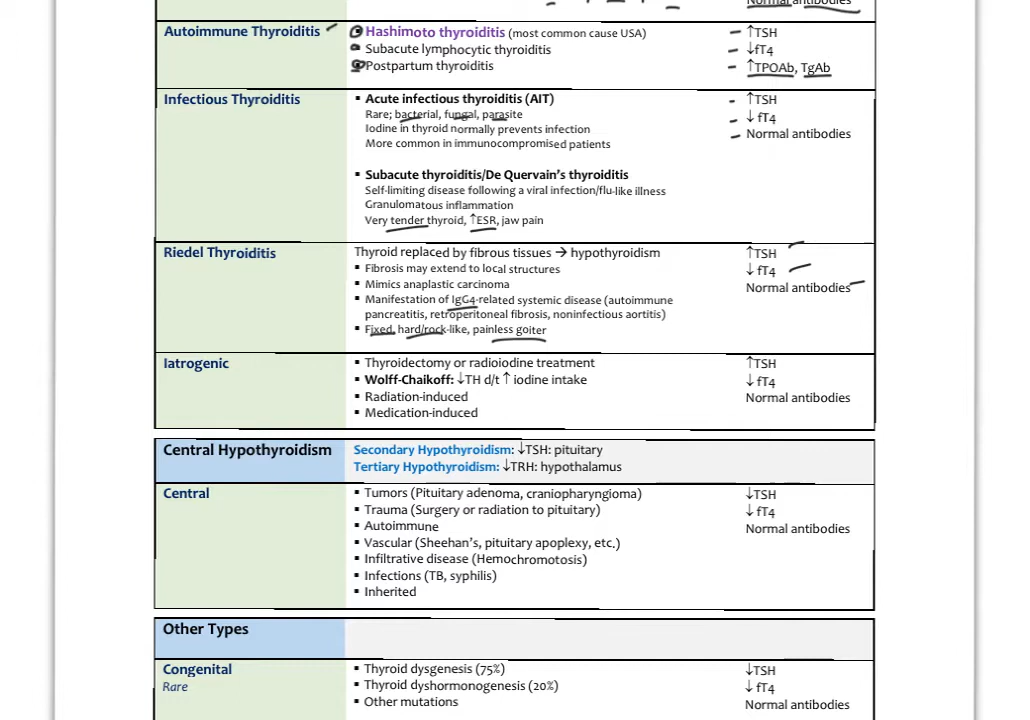 Normal antibodies
Autoimmune Thyroiditis
Hashimoto thyroiditis (most common cause USA)
Subacute lymphocytic thyroiditis
Postpartum thyroiditis
↑TSH
↓fT4
↑TPOAb, TgAb
Infectious Thyroiditis
▪ Acute infectious thyroiditis (AIT)
Rare; bacterial, fungal, parasite
Iodine in thyroid normally prevents infection
More common in immunocompromised patients
▪ Subacute thyroiditis/De Quervain's thyroiditis
Self-limiting disease following a viral infection/flu-like illness
Granulomatous inflammation
Very tender thyroid, ↑ESR, jaw pain
↑TSH
↓ fT4
Normal antibodies
Riedel Thyroiditis
Thyroid replaced by fibrous tissues → hypothyroidism
▪ Fibrosis may extend to local structures
▪ Mimics anaplastic carcinoma
▪ Manifestation of IgG4-related systemic disease (autoimmune
pancreatitis, retroperitoneal fibrosis, noninfectious aortitis)
▪ Fixed, hard/rock-like, painless goiter
↑TSH
↓ fT4
Normal antibodies
Iatrogenic
▪ Thyroidectomy or radioiodine treatment
▪ Wolff-Chaikoff: ↓TH d/t ↑ iodine intake
▪ Radiation-induced
▪ Medication-induced
↑TSH
↓ fT4
Normal antibodies
Central Hypothyroidism
Secondary Hypothyroidism: ↓TSH: pituitary
Tertiary Hypothyroidism: ↓TRH: hypothalamus
Central
▪ Tumors (Pituitary adenoma, craniopharyngioma)
▪ Trauma (Surgery or radiation to pituitary)
▪ Autoimmune
▪ Vascular (Sheehan's, pituitary apoplexy, etc.)
▪ Infiltrative disease (Hemochromotosis)
▪ Infections (TB, syphilis)
▪ Inherited
↓TSH
↓ fT4
Normal antibodies
Other Types
Congenital
Rare
▪ Thyroid dysgenesis (75%)
▪ Thyroid dyshormonogenesis (20%)
▪ Other mutations
↓TSH
↓ fT4
Normal antibodies